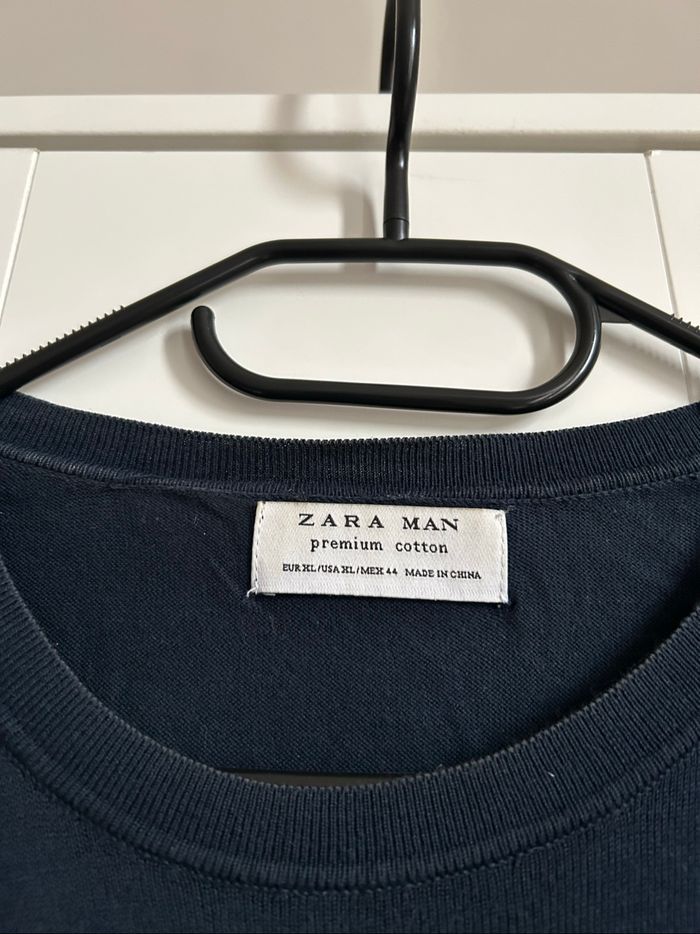 ZARA MAN
premium cotton
EUR XL/USA XL/MEX 44 MADE IN CHINA